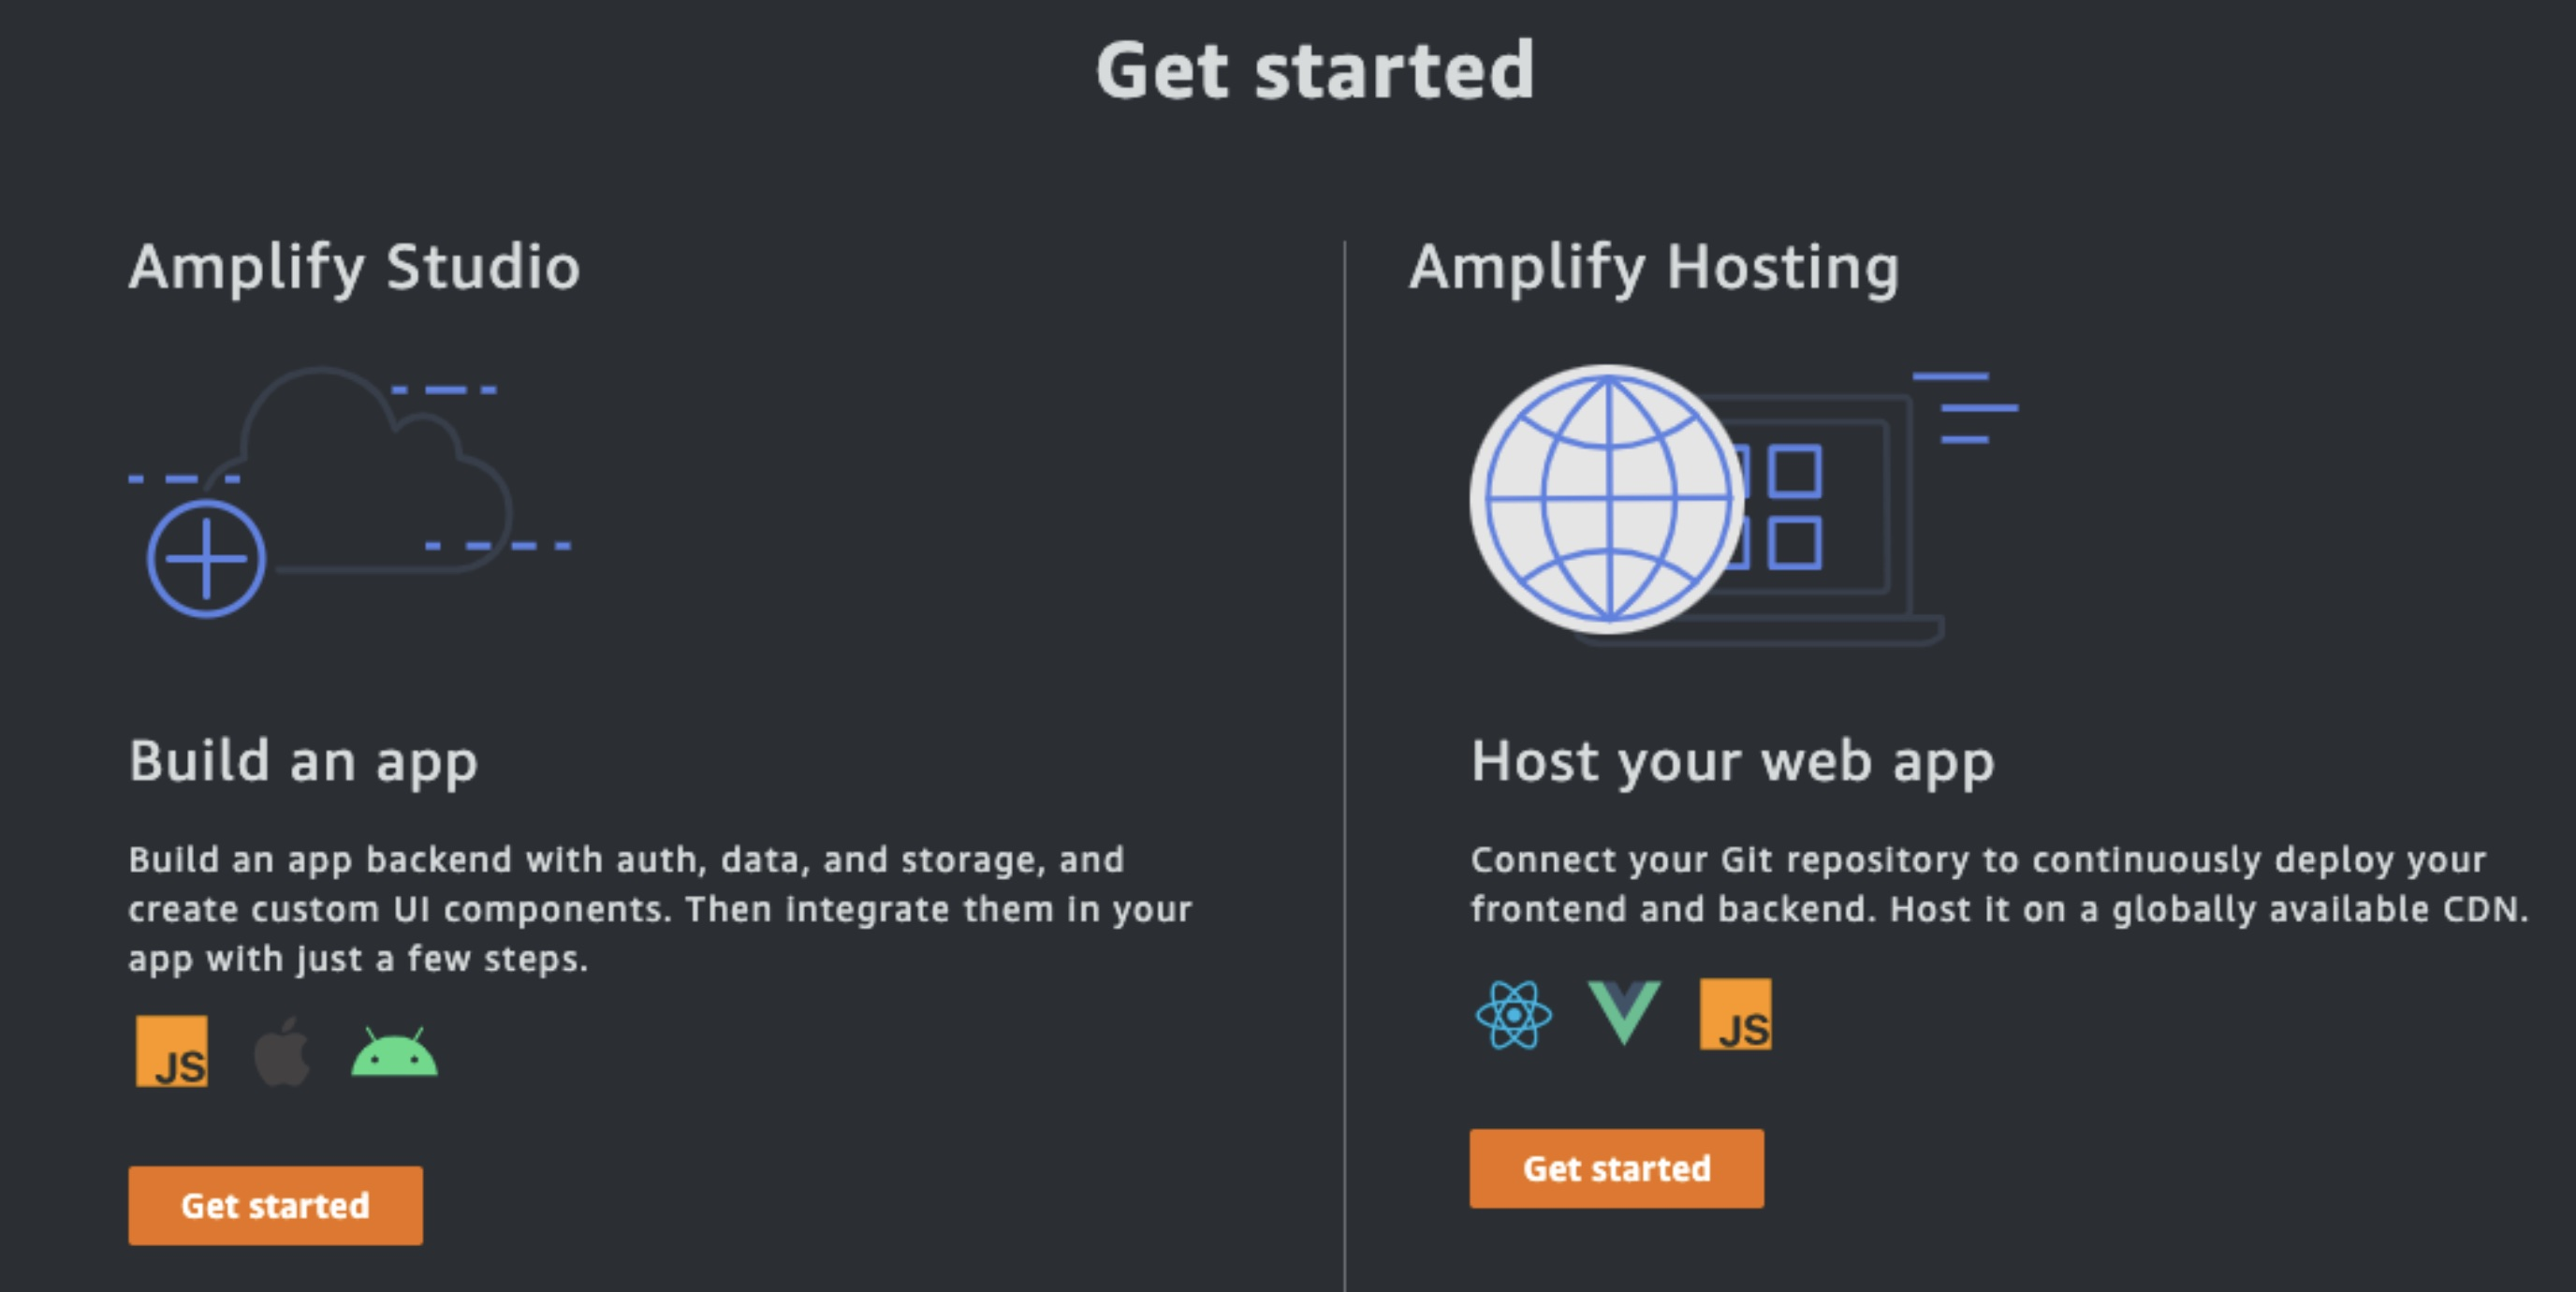 Get started
Amplify Studio
Build an app
Build an app backend with auth, data, and storage, and
create custom UI components. Then integrate them in your
app with just a few steps.
JS
Get started
Amplify Hosting
Host your web app
Connect your Git repository to continuously deploy your
frontend and backend. Host it on a globally available CDN.
JS
Get started